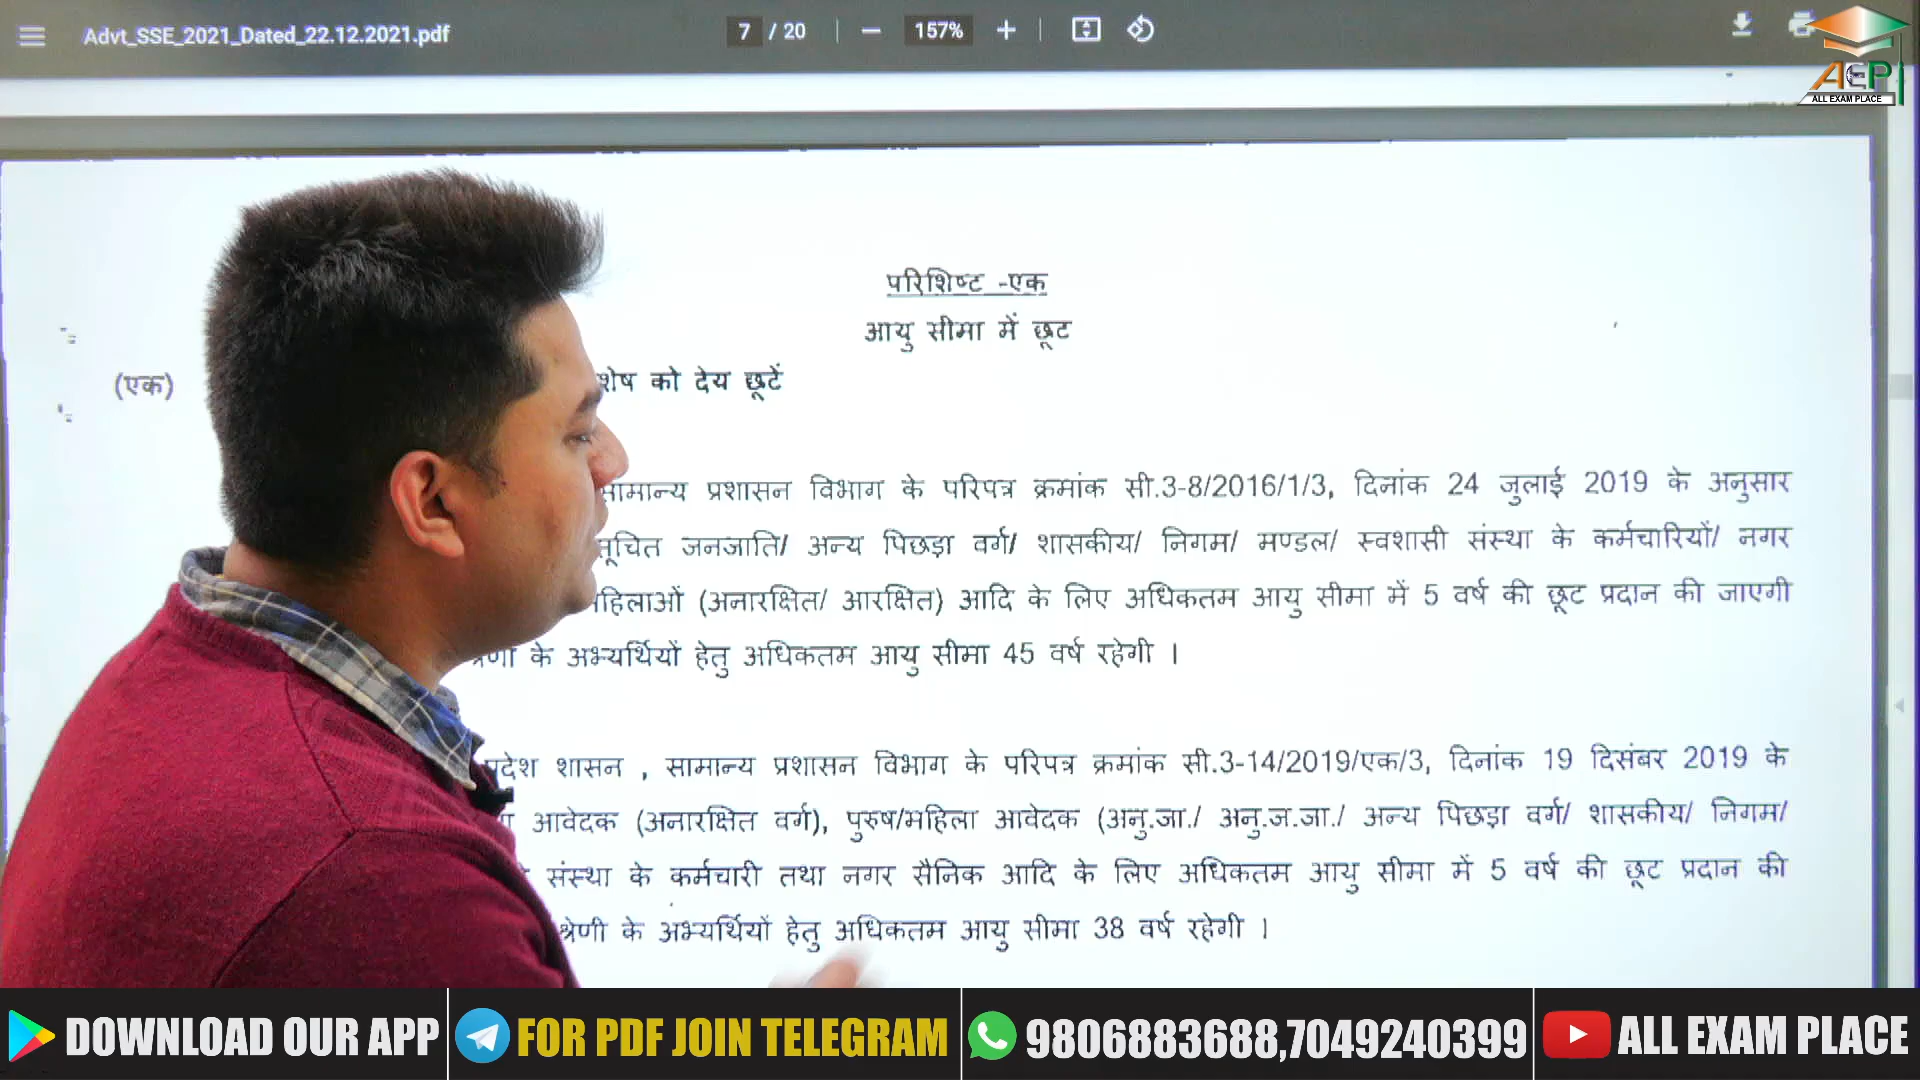 Advt_SSE_2021_Dated_22.12.2021.pdf
7 / 20
157%
AEP
ALL EXAM PLACE
परिशिष्ट -एक
आयु सीमा में छूट
(एक) को देय छूटें
सामान्य प्रशासन विभाग के परिपत्र क्रमांक सी.3-8/2016/1/3, दिनांक 24 जुलाई 2019 के अनुसार
जनजाति/ अन्य पिछड़ा वर्ग/ शासकीय/ निगम/ मण्डल/ स्वशासी संस्था के कर्मचारियों/ नगर
(अनारक्षित/ आरक्षित) आदि के लिए अधिकतम आयु सीमा में 5 वर्ष की छूट प्रदान की जाएगी
के अभ्यर्थियों हेतु अधिकतम आयु सीमा 45 वर्ष रहेगी ।
शासन , सामान्य प्रशासन विभाग के परिपत्र क्रमांक सी.3-14/2019/एक/3, दिनांक 19 दिसंबर 2019 के
आवेदक (अनारक्षित वर्ग), पुरुष/महिला आवेदक (अनु.जा./ अनु.ज.जा./ अन्य पिछड़ा वर्ग/ शासकीय/ निगम/
संस्था के कर्मचारी तथा नगर सैनिक आदि के लिए अधिकतम आयु सीमा में 5 वर्ष की छूट प्रदान की
श्रेणी के अभ्यर्थियों हेतु अधिकतम आयु सीमा 38 वर्ष रहेगी ।
DOWNLOAD OUR APP
FOR PDF JOIN TELEGRAM
9806883688,7049240399
ALL EXAM PLACE